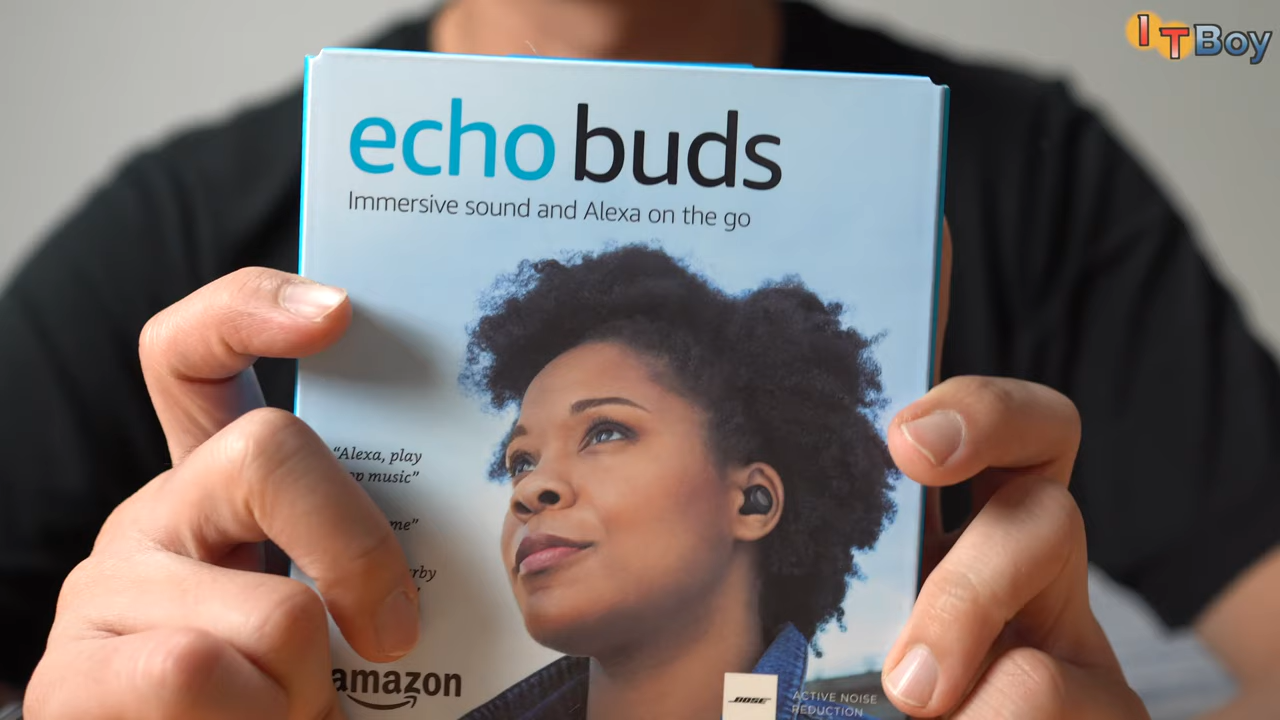 ITBoy
echo buds
Immersive sound and Alexa on the go
"Alexa, play
music"
amazon
BOSE
ACTIVE NOISE
REDUCTION